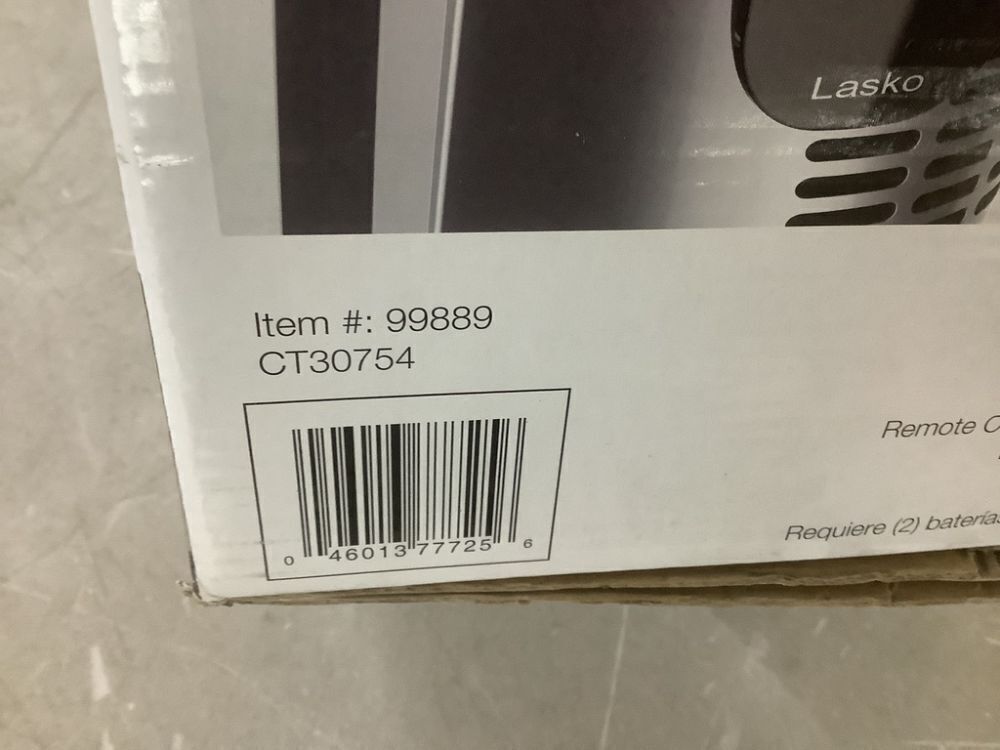 Lasko
Item #: 99889
CT30754
Remote
Requiere (2) baterías
0 46013 77725 6